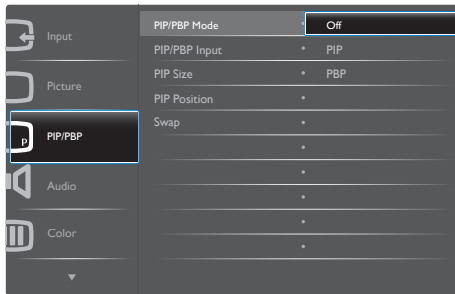 Input
Picture
P
PIP/PBP
Audio
Color
PIP/PBP Mode • Off
PIP/PBP Input • PIP
PIP Size • PBP
PIP Position •
Swap •
•
•
•
•
•